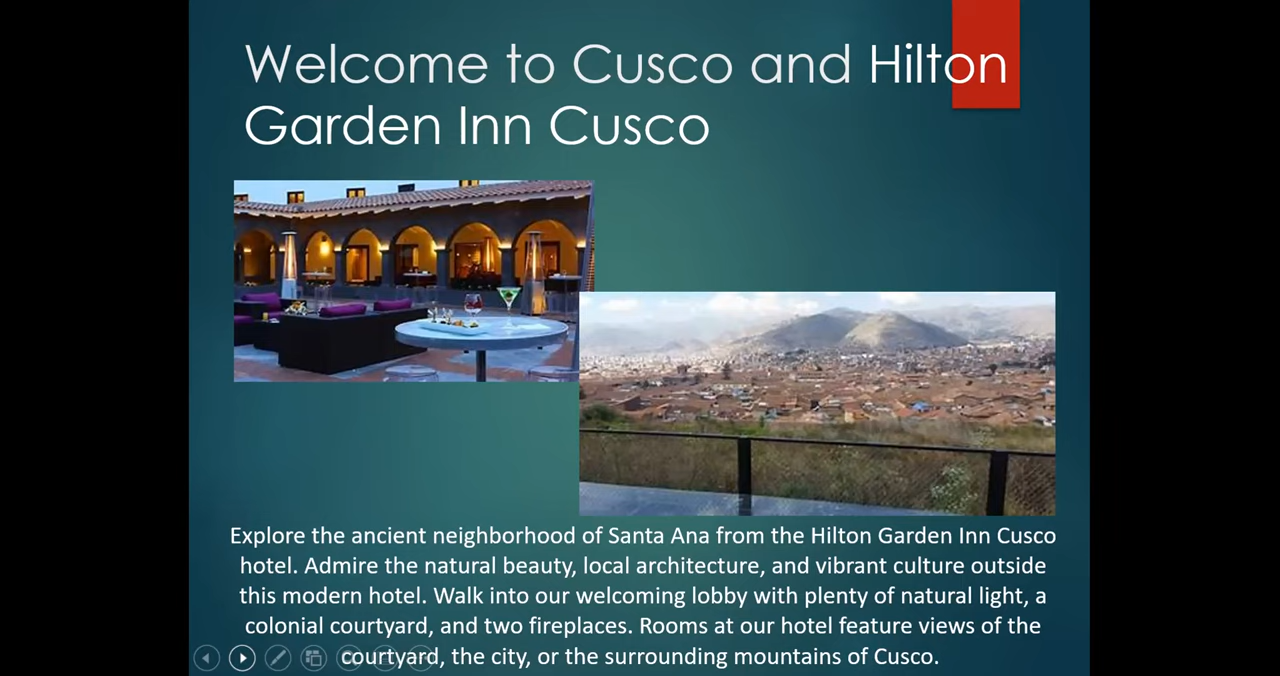 Welcome to Cusco and Hilton
Garden Inn Cusco
Explore the ancient neighborhood of Santa Ana from the Hilton Garden Inn Cusco
hotel. Admire the natural beauty, local architecture, and vibrant culture outside
this modern hotel. Walk into our welcoming lobby with plenty of natural light, a
colonial courtyard, and two fireplaces. Rooms at our hotel feature views of the
courtyard, the city, or the surrounding mountains of Cusco.